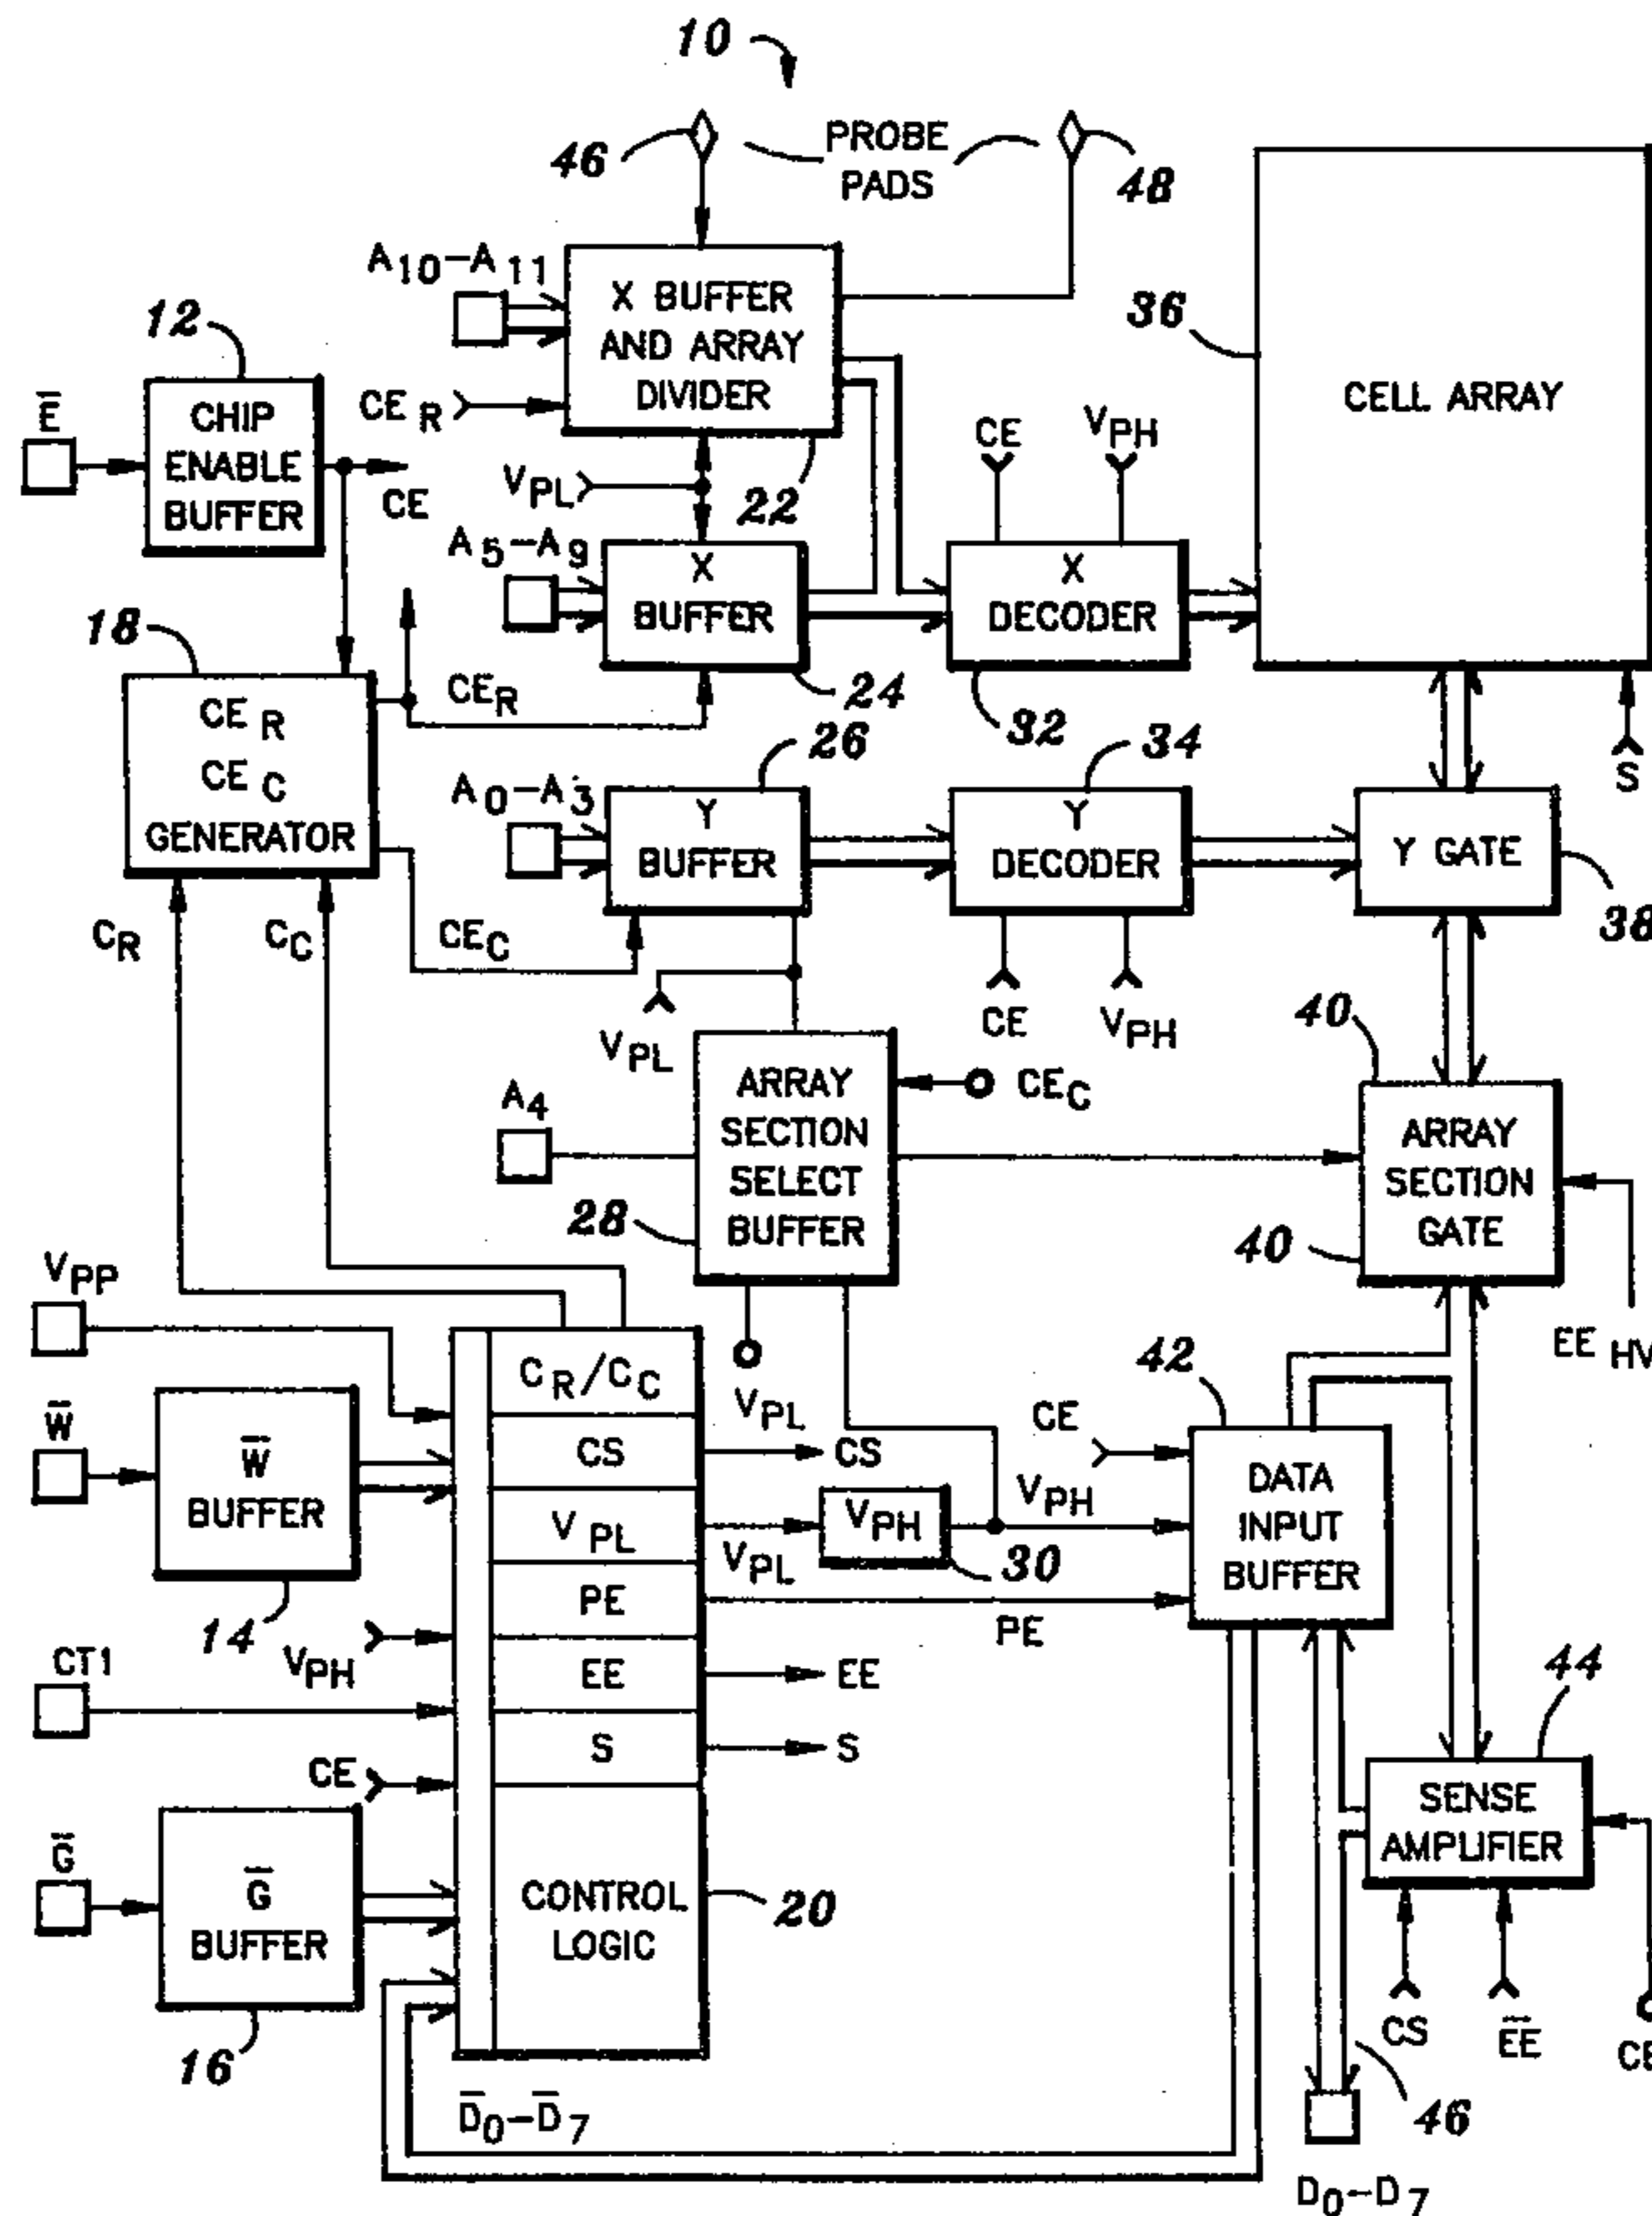 10
46
PROBE
PADS
48
A10-A11
X BUFFER
AND ARRAY
DIVIDER
36
CELL ARRAY
12
E̅
CHIP
ENABLE
BUFFER
CE
CER
VPL
22
CE
VPH
A5-A9
X
BUFFER
24
X
DECODER
32
S
18
CER
CEC
GENERATOR
CER
26
34
A0-A3
Y
BUFFER
Y
DECODER
Y GATE
38
CR
CC
CEC
VPL
CE
VPH
40
A4
ARRAY
SECTION
SELECT
BUFFER
CEC
28
ARRAY
SECTION
GATE
40
EE HV
VPP
VPL
42
W̅
W̅
BUFFER
14
CR/CC
CS
CS
VPL
VPL
VPH
30
VPH
CE
DATA
INPUT
BUFFER
PE
PE
VPH
EE
EE
CT1
S
S
CE
44
SENSE
AMPLIFIER
G̅
G̅
BUFFER
16
CONTROL
LOGIC
20
CS
E̅E̅
46
D̅0-D̅7
D0-D7